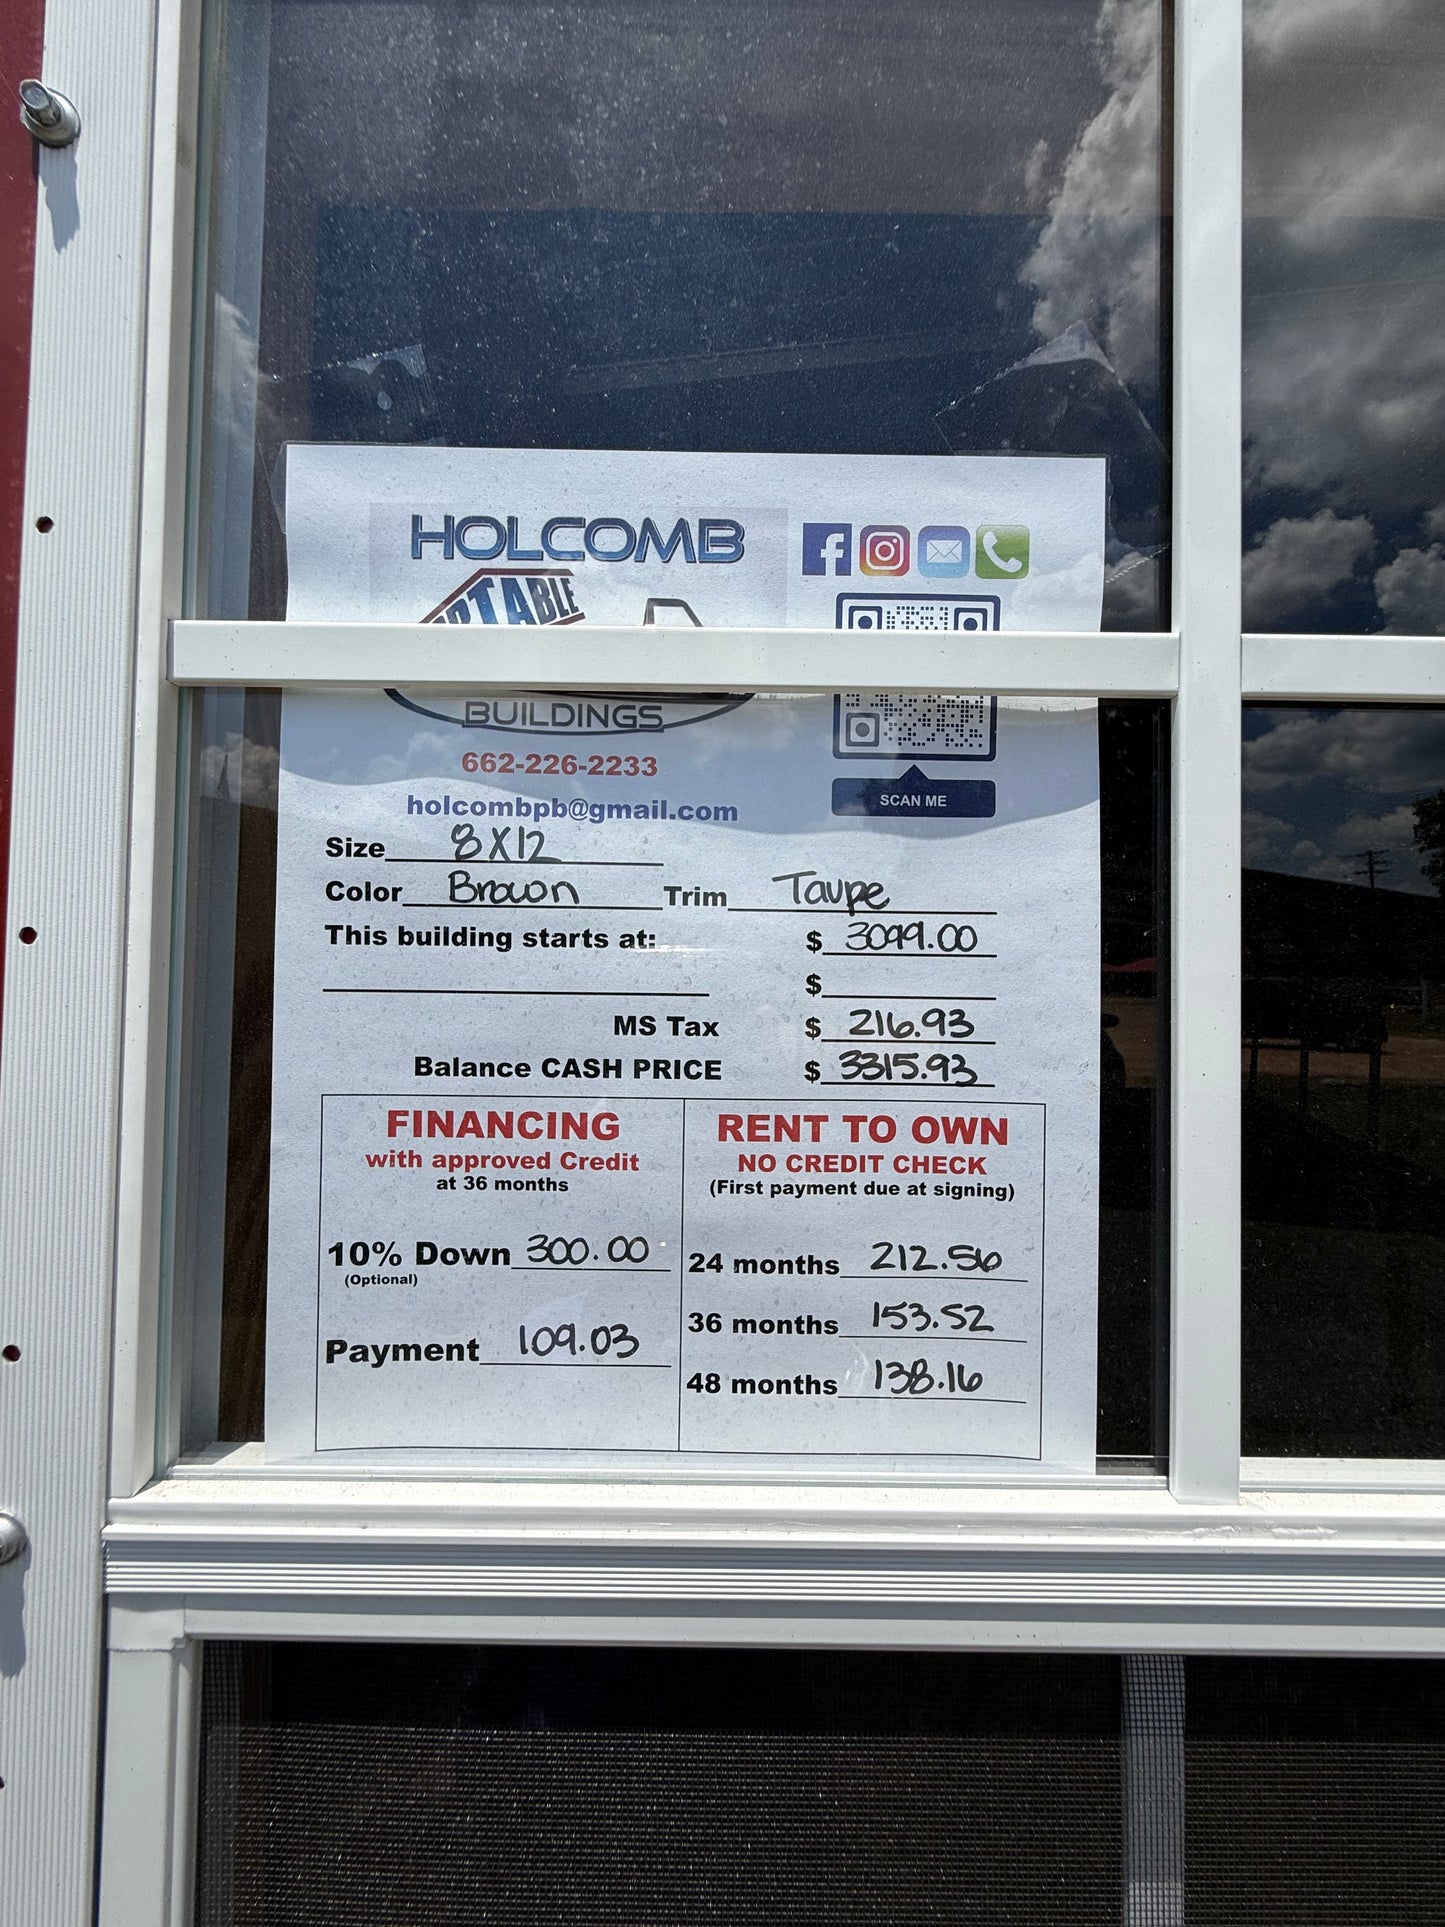 HOLCOMB
TABLE
BUILDINGS
662-226-2233
holcombpb@gmail.com
SCAN ME
Size 8X12
Color Brown Trim Taupe
This building starts at: $ 3099.00
$
MS Tax $ 216.93
Balance CASH PRICE $ 3315.93
FINANCING
with approved Credit
at 36 months
10% Down 300.00
(Optional)
Payment 109.03
RENT TO OWN
NO CREDIT CHECK
(First payment due at signing)
24 months 212.56
36 months 153.52
48 months 138.16